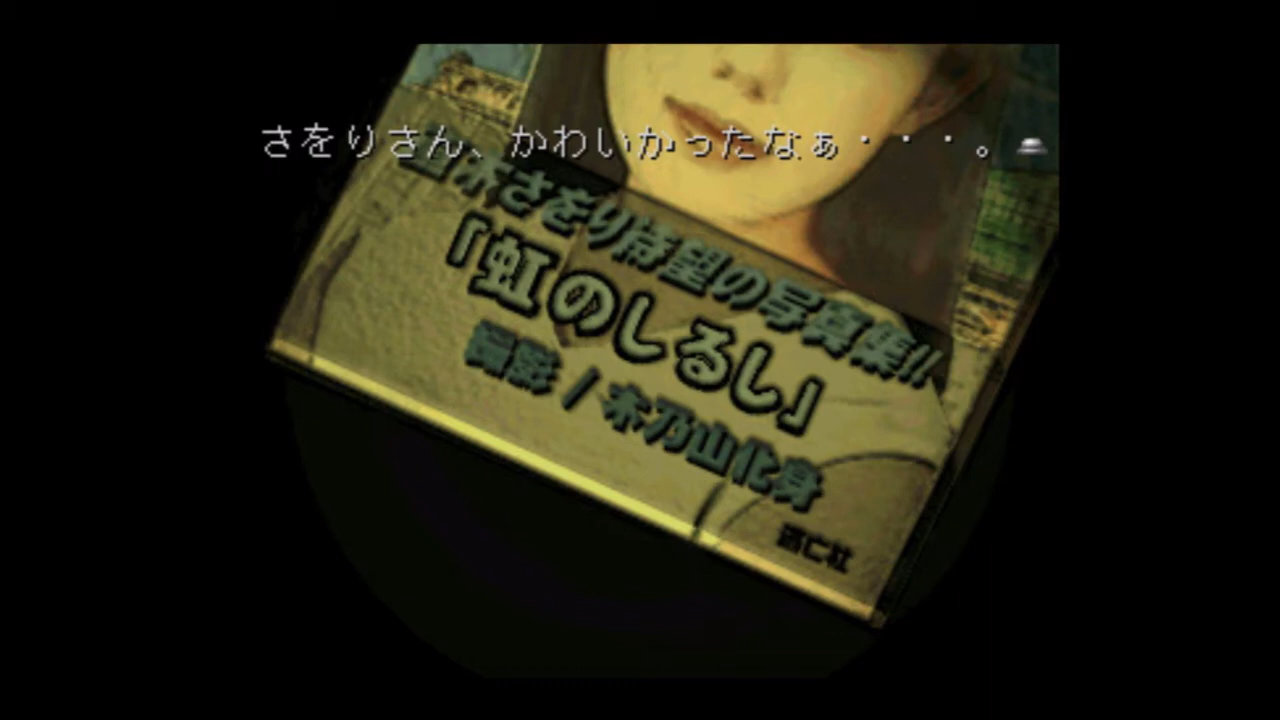 さをりさん、かわいかったなぁ・・・。
木さをり待望の写真集!!
「虹のしるし」
撮影/木乃山化身